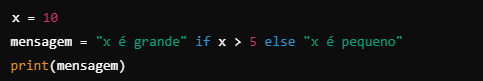 x = 10
mensagem = "x é grande" if x > 5 else "x é pequeno"
print(mensagem)